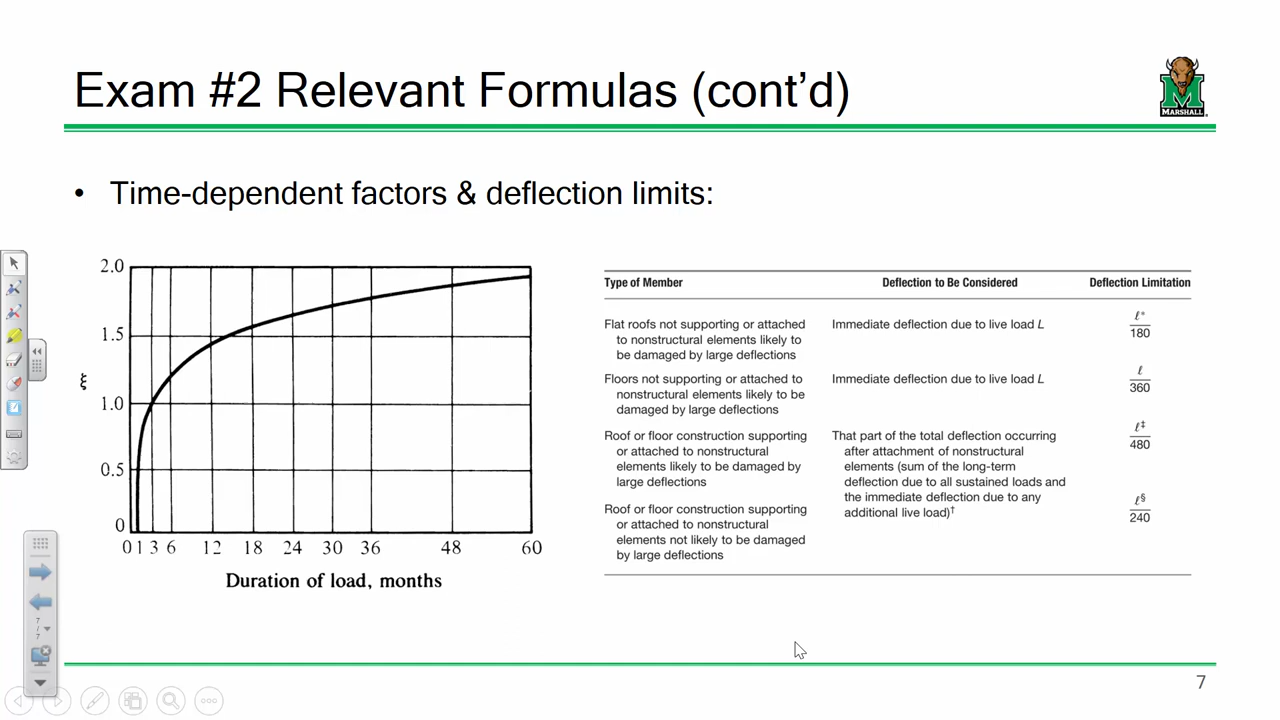 Exam #2 Relevant Formulas (cont’d)
MARSHALL
• Time-dependent factors & deflection limits:
2.0
1.5
ξ
1.0
0.5
0
0 1 3 6 12 18 24 30 36 48 60
Duration of load, months
Type of Member Deflection to Be Considered Deflection Limitation
Flat roofs not supporting or attached
to nonstructural elements likely to
be damaged by large deflections
Immediate deflection due to live load L
ℓ*
180
Floors not supporting or attached to
nonstructural elements likely to be
damaged by large deflections
Immediate deflection due to live load L
ℓ
360
Roof or floor construction supporting
or attached to nonstructural
elements likely to be damaged by
large deflections
That part of the total deflection occurring
after attachment of nonstructural
elements (sum of the long-term
deflection due to all sustained loads and
the immediate deflection due to any
additional live load)†
ℓ‡
480
Roof or floor construction supporting
or attached to nonstructural
elements not likely to be damaged
by large deflections
ℓ§
240
7
/
7
7